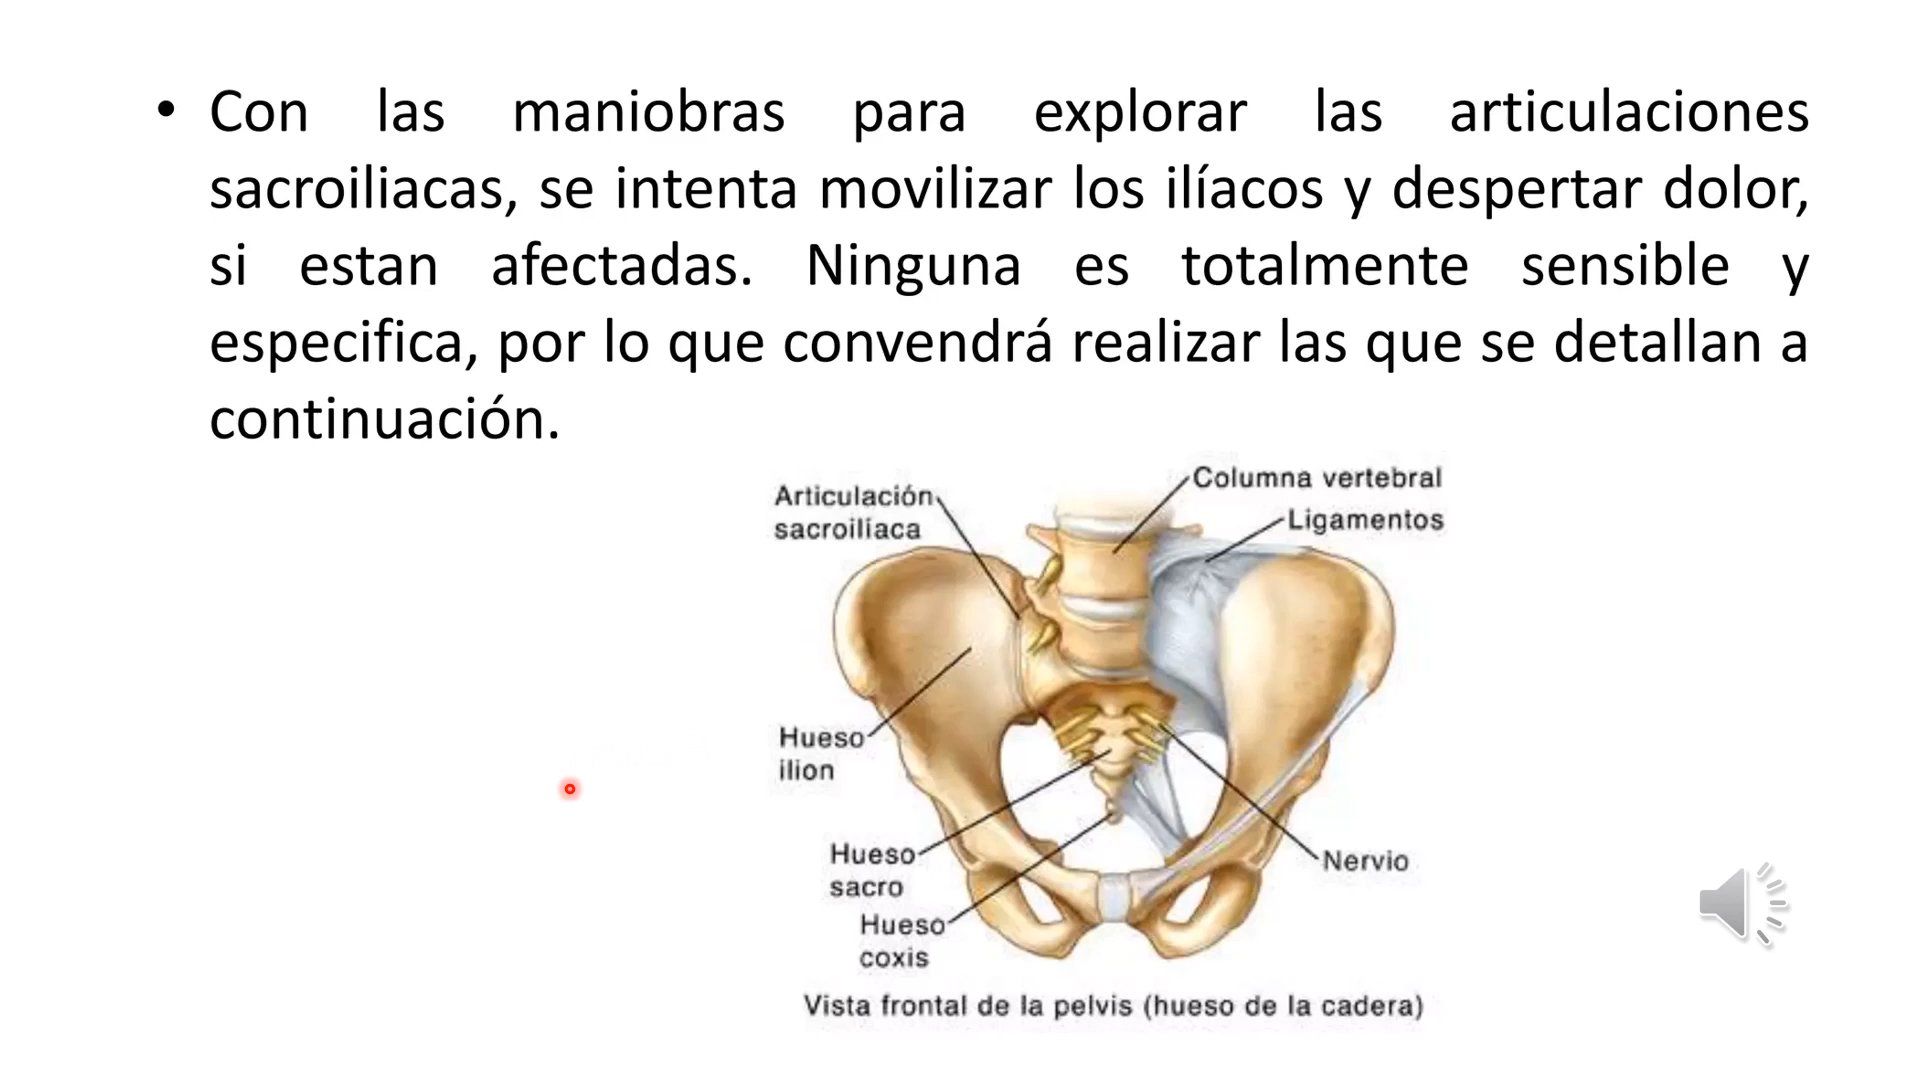 • Con las maniobras para explorar las articulaciones
sacroiliacas, se intenta movilizar los ilíacos y despertar dolor,
si estan afectadas. Ninguna es totalmente sensible y
especifica, por lo que convendrá realizar las que se detallan a
continuación.
Columna vertebral
Articulación
sacroilíaca
Ligamentos
Hueso
ilion
Hueso
sacro
Nervio
Hueso
coxis
Vista frontal de la pelvis (hueso de la cadera)